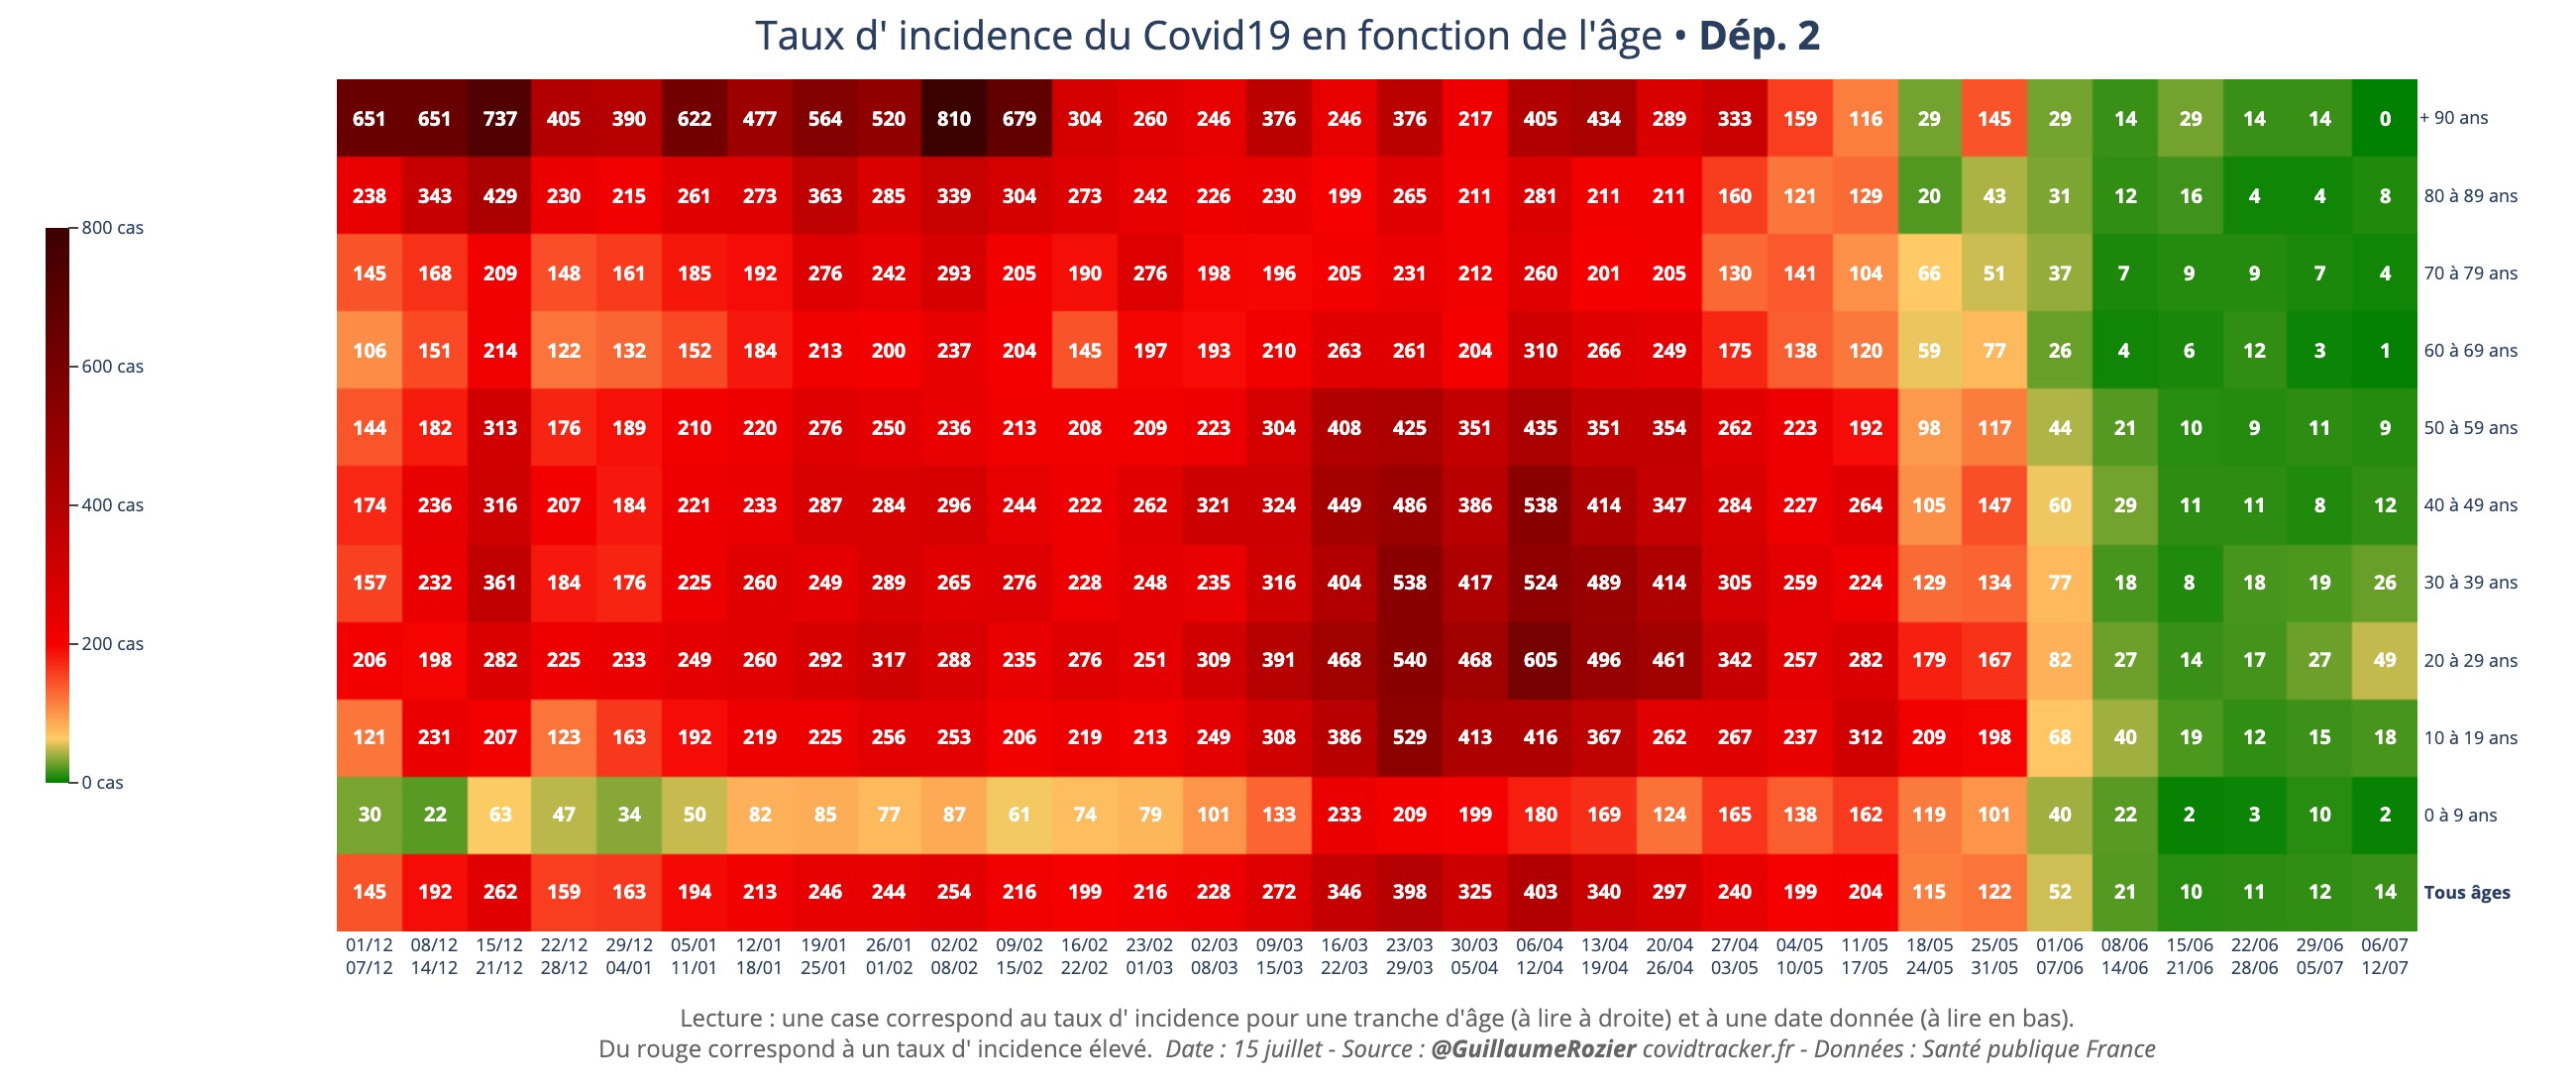 Taux d' incidence du Covid19 en fonction de l'âge • Dép. 2
651 651 737 405 390 622 477 564 520 810 679 304 260 246 376 246 376 217 405 434 289 333 159 116 29 145 29 14 29 14 14 0 + 90 ans
238 343 429 230 215 261 273 363 285 339 304 273 242 226 230 199 265 211 281 211 211 160 121 129 20 43 31 12 16 4 4 8 80 à 89 ans
145 168 209 148 161 185 192 276 242 293 205 190 276 198 196 205 231 212 260 201 205 130 141 104 66 51 37 7 9 9 7 4 70 à 79 ans
106 151 214 122 132 152 184 213 200 237 204 145 197 193 210 263 261 204 310 266 249 175 138 120 59 77 26 4 6 12 3 1 60 à 69 ans
144 182 313 176 189 210 220 276 250 236 213 208 209 223 304 408 425 351 435 351 354 262 223 192 98 117 44 21 10 9 11 9 50 à 59 ans
174 236 316 207 184 221 233 287 284 296 244 222 262 321 324 449 486 386 538 414 347 284 227 264 105 147 60 29 11 11 8 12 40 à 49 ans
157 232 361 184 176 225 260 249 289 265 276 228 248 235 316 404 538 417 524 489 414 305 259 224 129 134 77 18 8 18 19 26 30 à 39 ans
206 198 282 225 233 249 260 292 317 288 235 276 251 309 391 468 540 468 605 496 461 342 257 282 179 167 82 27 14 17 27 49 20 à 29 ans
121 231 207 123 163 192 219 225 256 253 206 219 213 249 308 386 529 413 416 367 262 267 237 312 209 198 68 40 19 12 15 18 10 à 19 ans
30 22 63 47 34 50 82 85 77 87 61 74 79 101 133 233 209 199 180 169 124 165 138 162 119 101 40 22 2 3 10 2 0 à 9 ans
145 192 262 159 163 194 213 246 244 254 216 199 216 228 272 346 398 325 403 340 297 240 199 204 115 122 52 21 10 11 12 14 Tous âges
01/12 08/12 15/12 22/12 29/12 05/01 12/01 19/01 26/01 02/02 09/02 16/02 23/02 02/03 09/03 16/03 23/03 30/03 06/04 13/04 20/04 27/04 04/05 11/05 18/05 25/05 01/06 08/06 15/06 22/06 29/06 06/07
07/12 14/12 21/12 28/12 04/01 11/01 18/01 25/01 01/02 08/02 15/02 22/02 01/03 08/03 15/03 22/03 29/03 05/04 12/04 19/04 26/04 03/05 10/05 17/05 24/05 31/05 07/06 14/06 21/06 28/06 05/07 12/07
800 cas
600 cas
400 cas
200 cas
0 cas
Lecture : une case correspond au taux d' incidence pour une tranche d'âge (à lire à droite) et à une date donnée (à lire en bas).
Du rouge correspond à un taux d' incidence élevé. Date : 15 juillet - Source : @GuillaumeRozier covidtracker.fr - Données : Santé publique France